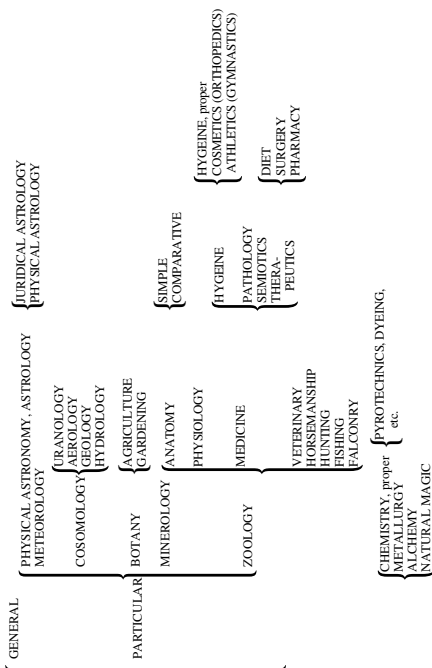 GENERAL
PHYSICAL ASTRONOMY, ASTROLOGY
METEOROLOGY
JURIDICAL ASTROLOGY
PHYSICAL ASTROLOGY
COSOMOLOGY
URANOLOGY
AEROLOGY
GEOLOGY
HYDROLOGY
PARTICULAR
BOTANY
AGRICULTURE
GARDENING
MINEROLOGY
ZOOLOGY
ANATOMY
SIMPLE
COMPARATIVE
PHYSIOLOGY
MEDICINE
HYGEINE
HYGEINE, proper
COSMETICS (ORTHOPEDICS)
ATHLETICS (GYMNASTICS)
PATHOLOGY
SEMIOTICS
THERA-
PEUTICS
DIET
SURGERY
PHARMACY
VETERINARY
HORSEMANSHIP
HUNTING
FISHING
FALCONRY
CHEMISTRY, proper
METALLURGY
ALCHEMY
NATURAL MAGIC
PYROTECHNICS, DYEING,
etc.